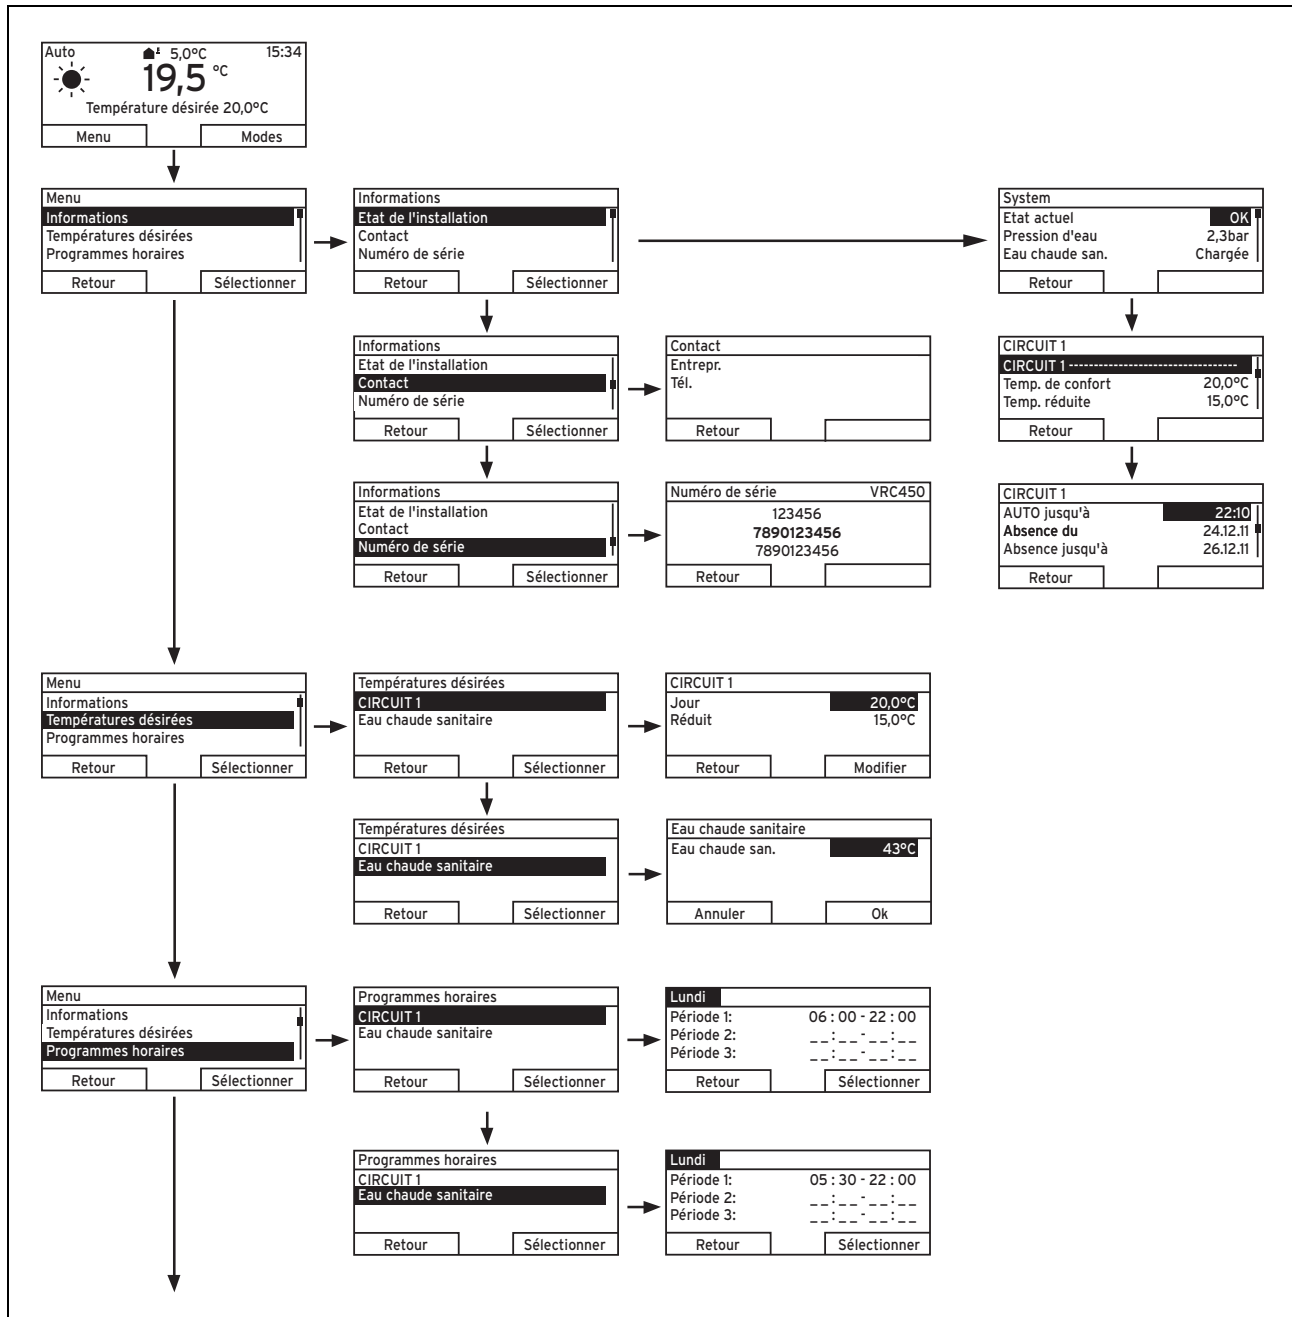 Auto 5,0°C 15:34
19,5 °C
Température désirée 20,0°C
Menu Modes
Menu
Informations
Températures désirées
Programmes horaires
Retour Sélectionner
Informations
Etat de l'installation
Contact
Numéro de série
Retour Sélectionner
System
Etat actuel OK
Pression d'eau 2,3bar
Eau chaude san. Chargée
Retour
Informations
Etat de l'installation
Contact
Numéro de série
Retour Sélectionner
Contact
Entrepr.
Tél.
Retour
CIRCUIT 1
CIRCUIT 1 ----------------------------------
Temp. de confort 20,0°C
Temp. réduite 15,0°C
Retour
Informations
Etat de l'installation
Contact
Numéro de série
Retour Sélectionner
Numéro de série VRC450
123456
7890123456
7890123456
Retour
CIRCUIT 1
AUTO jusqu'à 22:10
Absence du 24.12.11
Absence jusqu'à 26.12.11
Retour
Menu
Informations
Températures désirées
Programmes horaires
Retour Sélectionner
Températures désirées
CIRCUIT 1
Eau chaude sanitaire
Retour Sélectionner
CIRCUIT 1
Jour 20,0°C
Réduit 15,0°C
Retour Modifier
Températures désirées
CIRCUIT 1
Eau chaude sanitaire
Retour Sélectionner
Eau chaude sanitaire
Eau chaude san. 43°C
Annuler Ok
Menu
Informations
Températures désirées
Programmes horaires
Retour Sélectionner
Programmes horaires
CIRCUIT 1
Eau chaude sanitaire
Retour Sélectionner
Lundi
Période 1: 06 : 00 - 22 : 00
Période 2: _ _ : _ _ - _ _ : _ _
Période 3: _ _ : _ _ - _ _ : _ _
Retour Sélectionner
Programmes horaires
CIRCUIT 1
Eau chaude sanitaire
Retour Sélectionner
Lundi
Période 1: 05 : 30 - 22 : 00
Période 2: _ _ : _ _ - _ _ : _ _
Période 3: _ _ : _ _ - _ _ : _ _
Retour Sélectionner